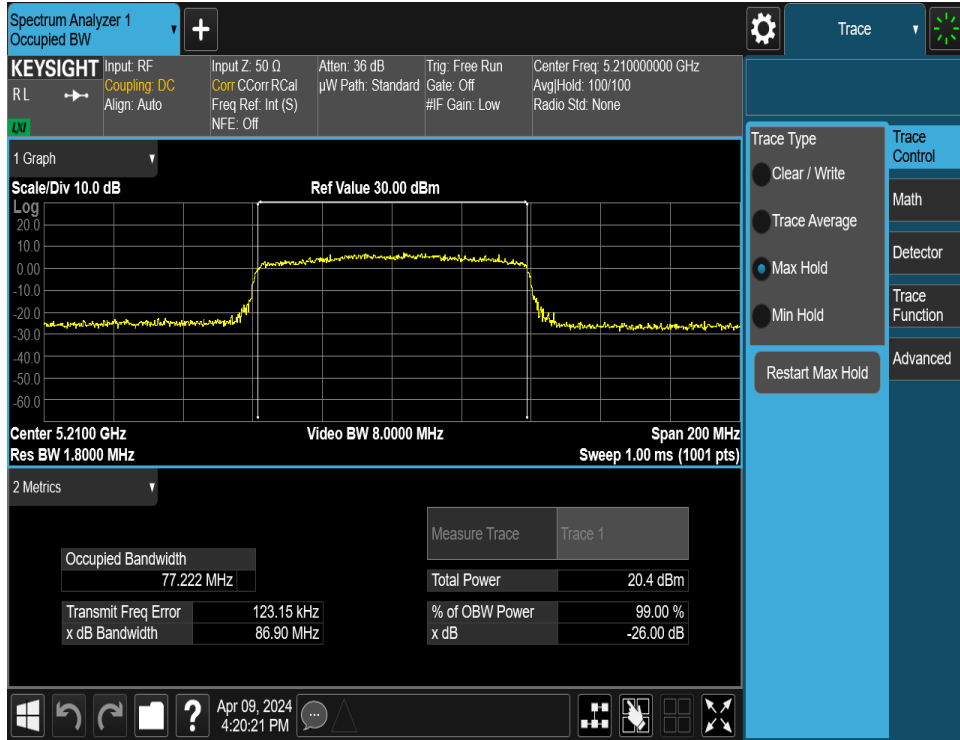 Spectrum Analyzer 1
Occupied BW
+
Trace
KEYSIGHT
R L
LXI
Input: RF
Coupling: DC
Align: Auto
Input Z: 50 Ω
Corr CCorr RCal
Freq Ref: Int (S)
NFE: Off
Atten: 36 dB
µW Path: Standard
Trig: Free Run
Gate: Off
#IF Gain: Low
Center Freq: 5.210000000 GHz
Avg|Hold: 100/100
Radio Std: None
1 Graph
Scale/Div 10.0 dB
Ref Value 30.00 dBm
Log
20.0
10.0
0.00
-10.0
-20.0
-30.0
-40.0
-50.0
-60.0
Center 5.2100 GHz
Video BW 8.0000 MHz
Span 200 MHz
Res BW 1.8000 MHz
Sweep 1.00 ms (1001 pts)
2 Metrics
Measure Trace Trace 1
Occupied Bandwidth
77.222 MHz
Total Power 20.4 dBm
Transmit Freq Error 123.15 kHz
% of OBW Power 99.00 %
x dB Bandwidth 86.90 MHz
x dB -26.00 dB
Trace Type
Clear / Write
Trace Average
Max Hold
Min Hold
Restart Max Hold
Trace
Control
Math
Detector
Trace
Function
Advanced
?
Apr 09, 2024
4:20:21 PM